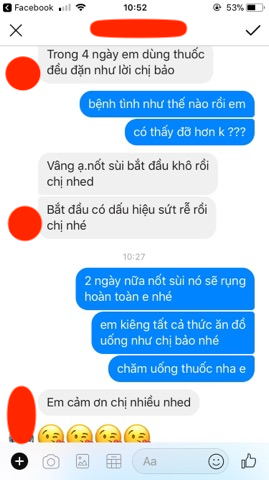 Facebook 10:52 53%
Trong 4 ngày em dùng thuốc
đều đặn như lời chị bảo
bệnh tình như thế nào rồi em
có thấy đỡ hơn k ???
Vâng ạ.nốt sùi bắt đầu khô rồi
chị nhed
Bắt đầu có dấu hiệu sứt rễ rồi
chị nhé
10:27
2 ngày nữa nốt sùi nó sẽ rụng
hoàn toàn e nhé
em kiêng tất cả thức ăn đồ
uống như chị bảo nhé
chăm uống thuốc nha e
Em cảm ơn chị nhiều nhed
Aa